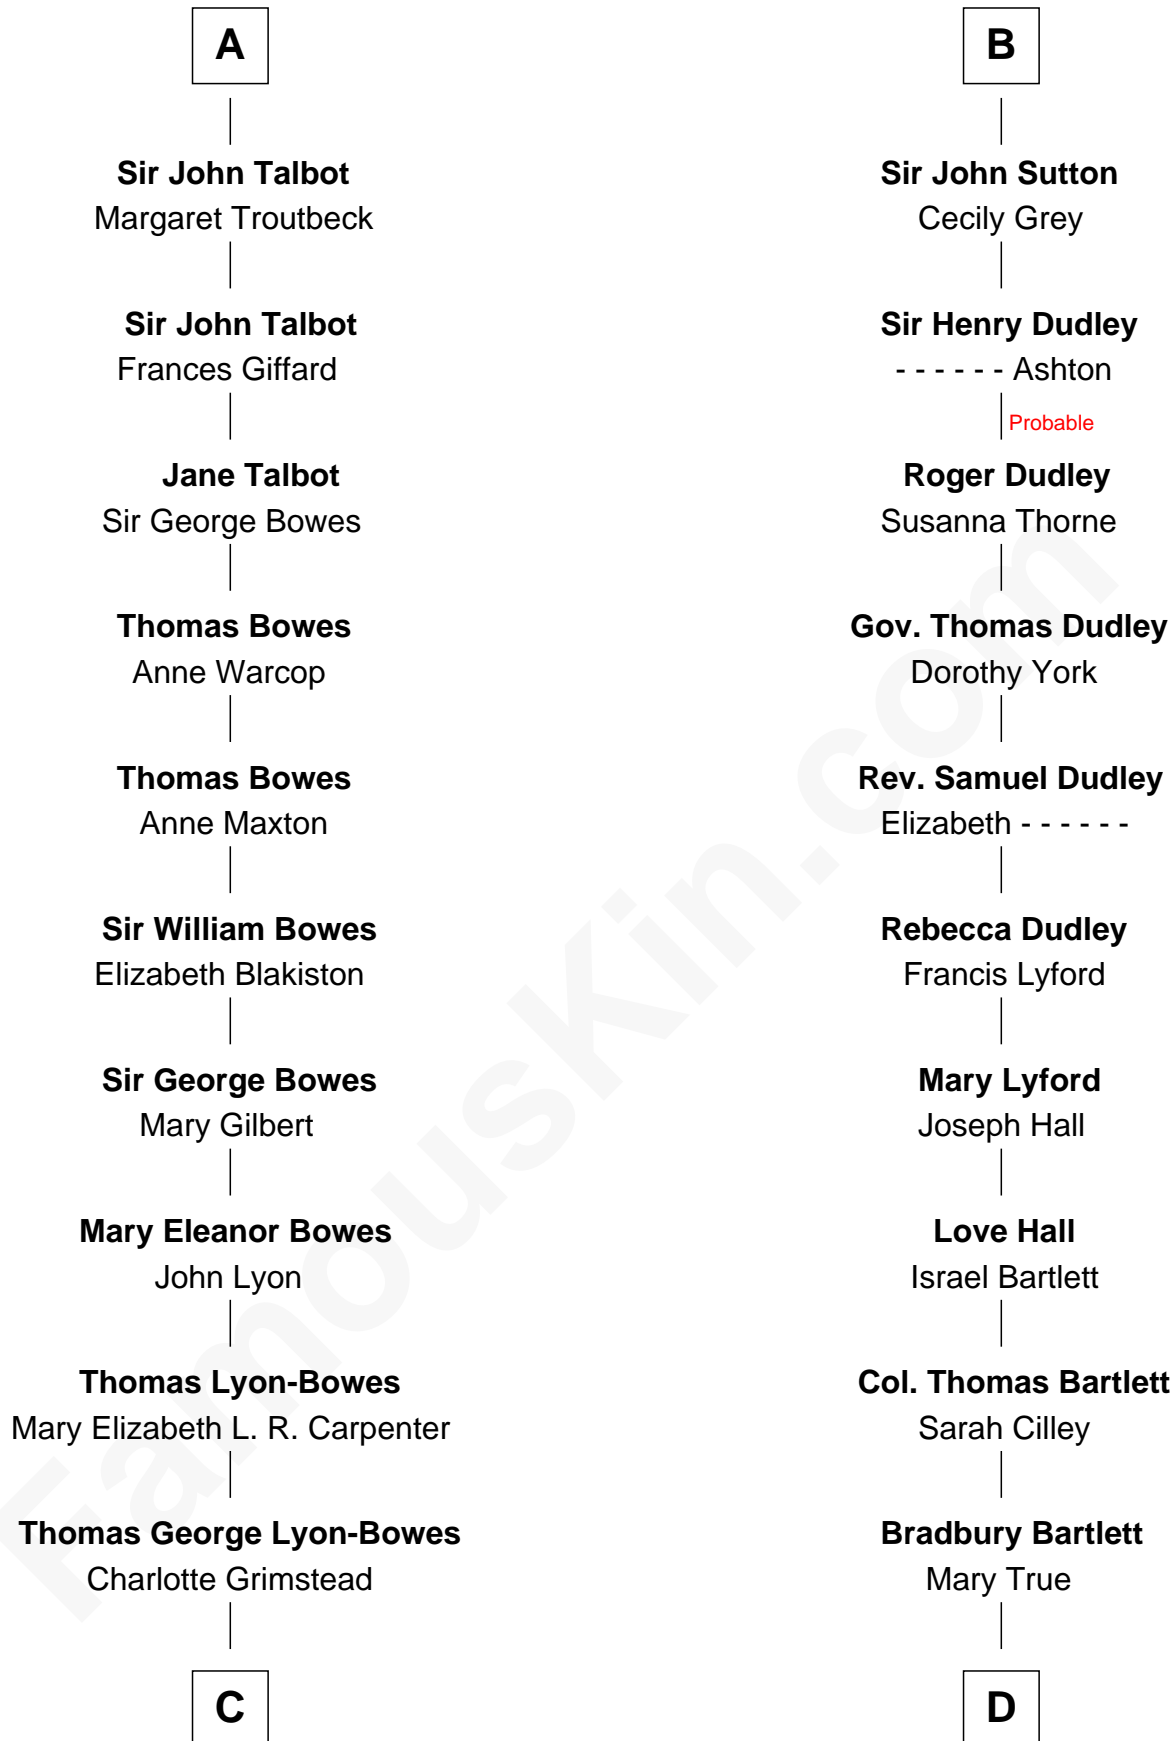 A
Sir John Talbot
Margaret Troutbeck
Sir John Talbot
Frances Giffard
Jane Talbot
Sir George Bowes
Thomas Bowes
Anne Warcop
Thomas Bowes
Anne Maxton
Sir William Bowes
Elizabeth Blakiston
Sir George Bowes
Mary Gilbert
Mary Eleanor Bowes
John Lyon
Thomas Lyon-Bowes
Mary Elizabeth L. R. Carpenter
Thomas George Lyon-Bowes
Charlotte Grimstead
C
B
Sir John Sutton
Cecily Grey
Sir Henry Dudley
- - - - - - Ashton
Probable
Roger Dudley
Susanna Thorne
Gov. Thomas Dudley
Dorothy York
Rev. Samuel Dudley
Elizabeth - - - - - -
Rebecca Dudley
Francis Lyford
Mary Lyford
Joseph Hall
Love Hall
Israel Bartlett
Col. Thomas Bartlett
Sarah Cilley
Bradbury Bartlett
Mary True
D
FamousKin.com